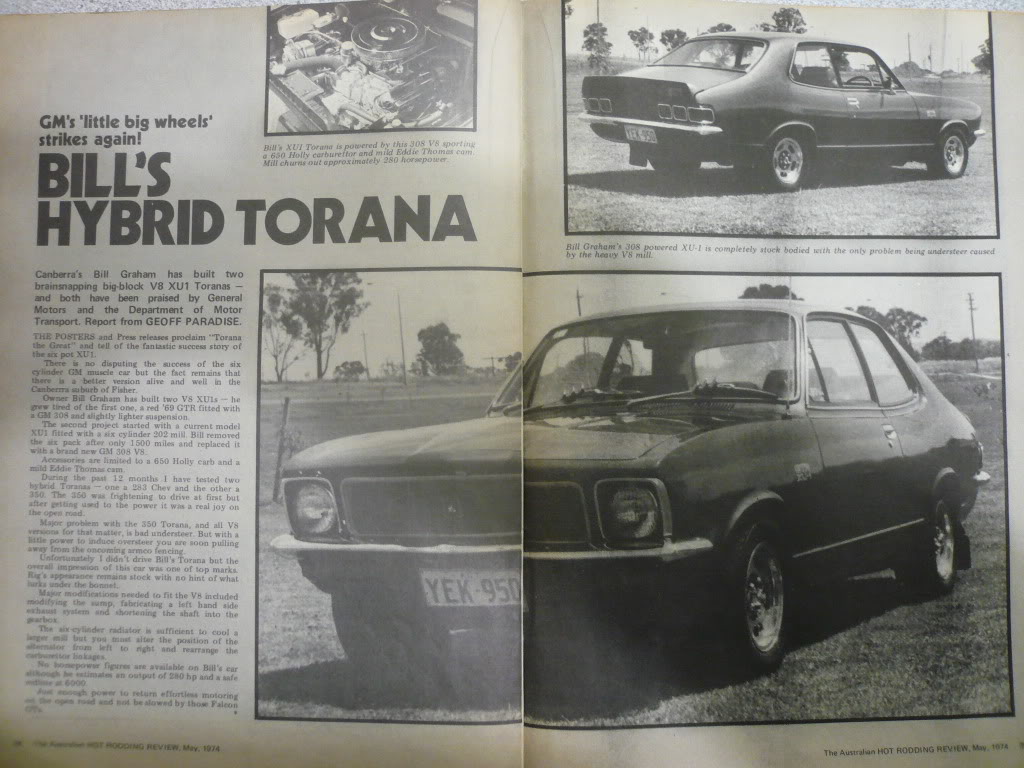 GM's 'little big wheels'
strikes again!
BILL'S
HYBRID TORANA
Bill's XU1 Torana is powered by this 308 V8 sporting
a 650 Holly carburettor and mild Eddie Thomas cam.
Mill churns out approximately 280 horsepower.
Canberra's Bill Graham has built two
brainsnapping big-block V8 XU1 Toranas —
and both have been praised by General
Motors and the Department of Motor
Transport. Report from GEOFF PARADISE.
THE POSTERS and Press releases proclaim "Torana
the Great" and tell of the fantastic success story of
the six pot XU1.
There is no disputing the success of the six
cylinder GM muscle car but the fact remains that
there is a better version alive and well in the
Canberra suburb of Fisher.
Owner Bill Graham has built two V8 XU1s — he
grew tired of the first one, a red '69 GTR fitted with
a GM 308 and slightly lighter suspension.
The second project started with a current model
XU1 fitted with a six cylinder 202 mill. Bill removed
the six pack after only 1500 miles and replaced it
with a brand new GM 308 V8.
Accessories are limited to a 650 Holly carb and a
mild Eddie Thomas cam.
During the past 12 months I have tested two
hybrid Toranas — one a 283 Chev and the other a
350. The 350 was frightening to drive at first but
after getting used to the power it was a real joy on
the open road.
Major problem with the 350 Torana, and all V8
versions for that matter, is bad understeer. But with a
little power to induce oversteer you are soon pulling
away from the oncoming armco fencing.
Unfortunately I didn't drive Bill's Torana but the
overall impression of this car was one of top marks.
Rig's appearance remains stock with no hint of what
lurks under the bonnet.
Major modifications needed to fit the V8 included
modifying the sump, fabricating a left hand side
exhaust system and shortening the shaft into the
gearbox.
The six-cylinder radiator is sufficient to cool a
larger mill but you must alter the position of the
alternator from left to right and rearrange the
carburettor linkages.
No horsepower figures are available on Bill's car
although he estimates an output of 280 hp and a safe
redline at 6000.
Just enough power to return effortless motoring
on the open road and not be slowed by those Falcon
GTs.
The Australian HOT RODDING REVIEW, May, 1974
YEK-950
Bill Graham's 308 powered XU-1 is completely stock bodied with the only problem being understeer caused
by the heavy V8 mill.
YEK-950
The Australian HOT RODDING REVIEW, May, 1974